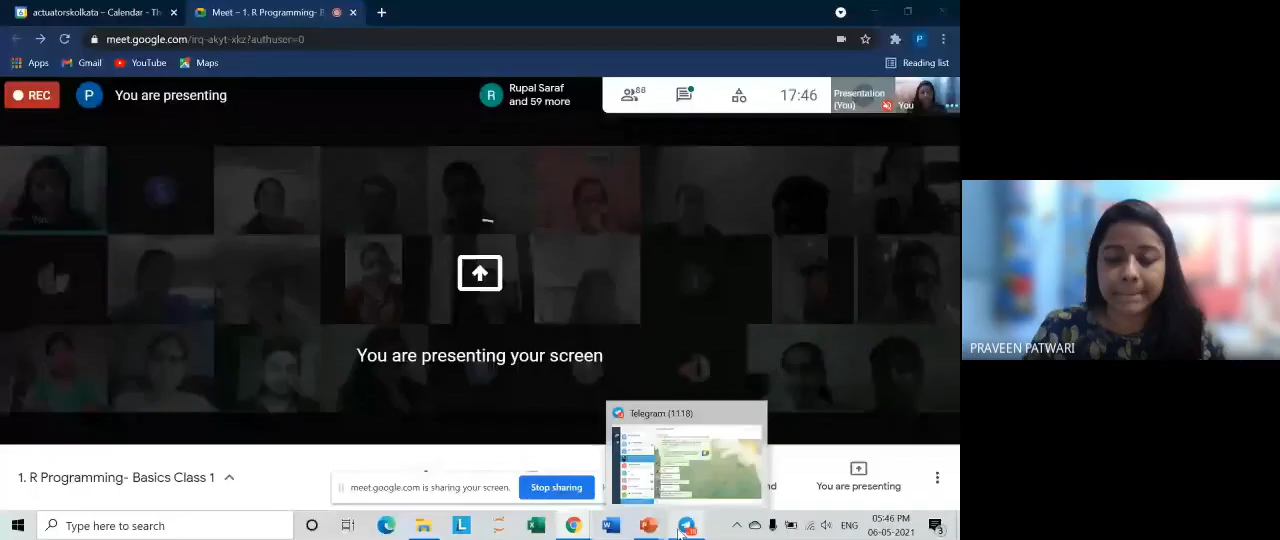 actuatorskolkata – Calendar - Th
Meet – 1. R Programming- B
meet.google.com/irq-akyt-xkz?authuser=0
P
Apps
Gmail
YouTube
Maps
Reading list
REC
P
You are presenting
R
Rupal Saraf
and 59 more
88
17:46
Presentation
(You)
You
You are presenting your screen
PRAVEEN PATWARI
Telegram (1118)
1. R Programming- Basics Class 1
google.com is sharing your screen.
Stop sharing
nd
You are presenting
Type here to search
ENG
05:46 PM
06-05-2021
3